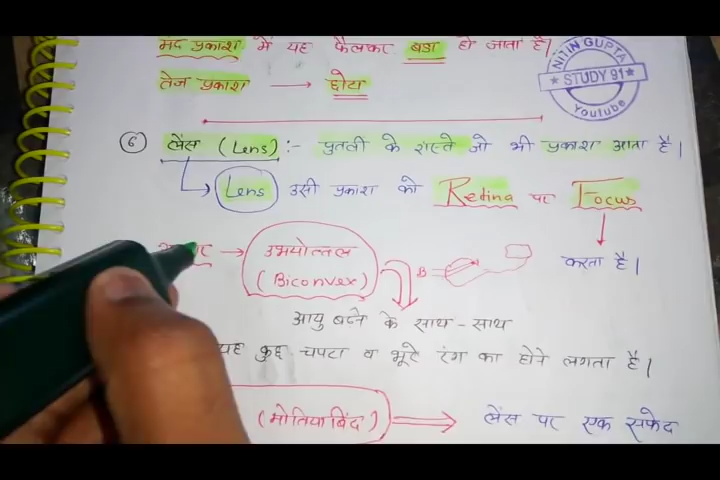 मंद प्रकाश में यह फैलकर बडा हो जाता है।
तेज प्रकाश → छोटा
NITIN GUPTA
STUDY 91
Youtube
⑥ लेंस (Lens) :- पुतली के रास्ते जो भी प्रकाश आता है।
Lens उसी प्रकाश को Retina पर Focus
करता है।
→ उभयोत्तल
(Biconvex)
B =
आयु बढ़ने के साथ - साथ
यह कुछ चपटा व भूरे रंग का होने लगता है।
(मोतियाबिंद) ⇒ लेंस पर एक सफेद